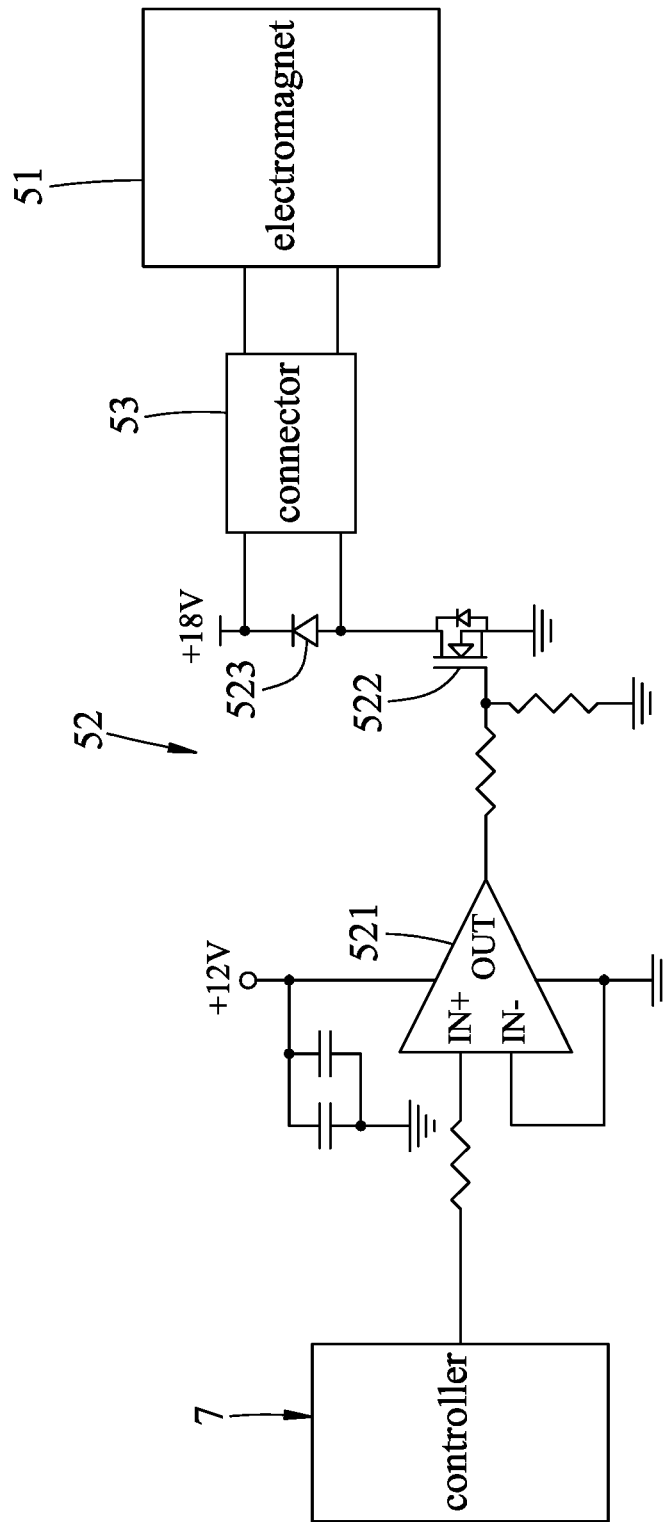 52
51
53
+18V
523
522
+12V
521
IN+
IN-
OUT
7
controller
connector
electromagnet